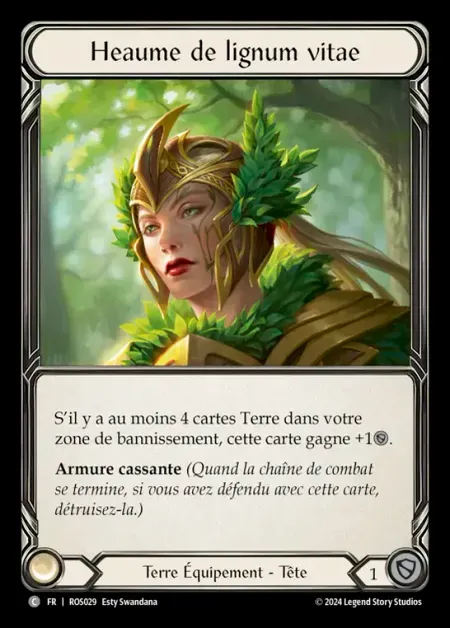 Heaume de lignum vitae
S'il y a au moins 4 cartes Terre dans votre
zone de bannissement, cette carte gagne +1.
Armure cassante (Quand la chaîne de combat
se termine, si vous avez défendu avec cette carte,
détruisez-la.)
Terre Équipement - Tête
1
C FR | ROS029 Esty Swandana
© 2024 Legend Story Studios